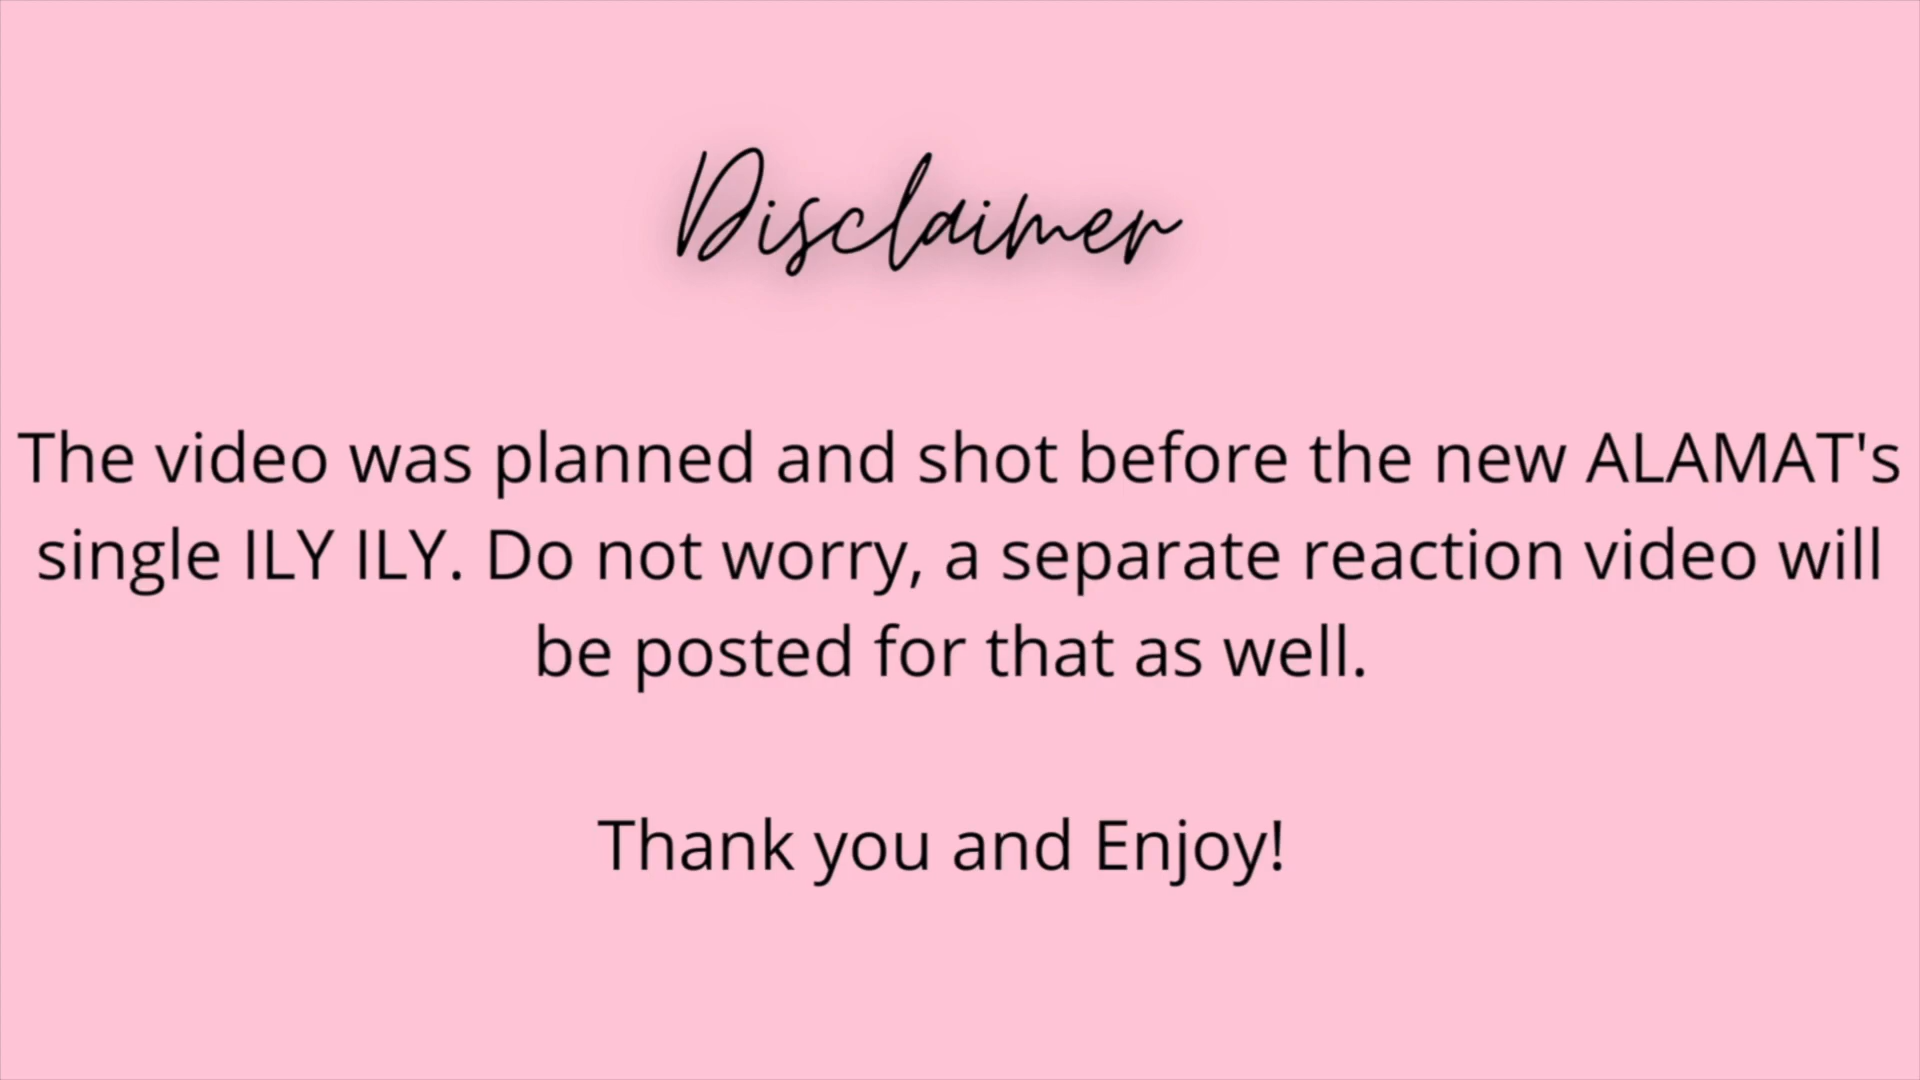 Disclaimer
The video was planned and shot before the new ALAMAT's
single ILY ILY. Do not worry, a separate reaction video will
be posted for that as well.
Thank you and Enjoy!